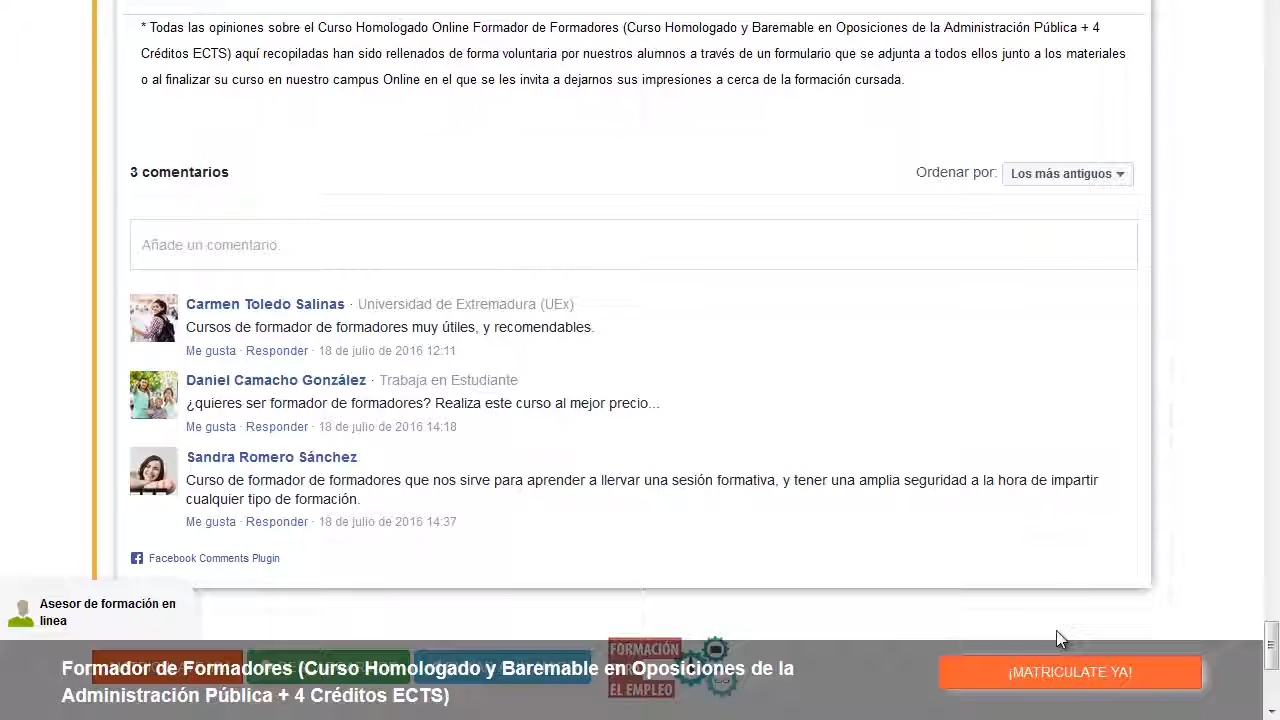 * Todas las opiniones sobre el Curso Homologado Online Formador de Formadores (Curso Homologado y Baremable en Oposiciones de la Administración Pública + 4
Créditos ECTS) aquí recopiladas han sido rellenados de forma voluntaria por nuestros alumnos a través de un formulario que se adjunta a todos ellos junto a los materiales
o al finalizar su curso en nuestro campus Online en el que se les invita a dejarnos sus impresiones a cerca de la formación cursada.
3 comentarios
Ordenar por: Los más antiguos
Añade un comentario.
Carmen Toledo Salinas · Universidad de Extremadura (UEx)
Cursos de formador de formadores muy útiles, y recomendables.
Me gusta · Responder · 18 de julio de 2016 12:11
Daniel Camacho González · Trabaja en Estudiante
¿quieres ser formador de formadores? Realiza este curso al mejor precio...
Me gusta · Responder · 18 de julio de 2016 14:18
Sandra Romero Sánchez
Curso de formador de formadores que nos sirve para aprender a llervar una sesión formativa, y tener una amplia seguridad a la hora de impartir
cualquier tipo de formación.
Me gusta · Responder · 18 de julio de 2016 14:37
Facebook Comments Plugin
Asesor de formación en
linea
FORMACIÓN
EL EMPLEO
Formador de Formadores (Curso Homologado y Baremable en Oposiciones de la
Administración Pública + 4 Créditos ECTS)
¡MATRICULATE YA!